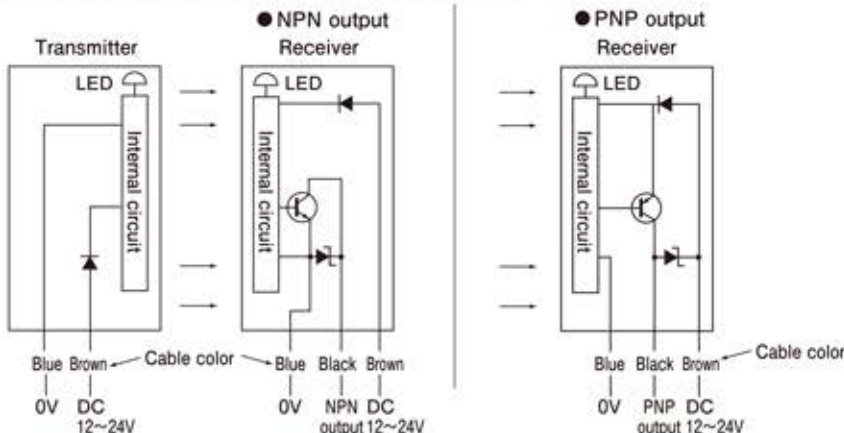 ● NPN output
● PNP output
Transmitter
Receiver
Receiver
LED
LED
LED
Internal circuit
Internal circuit
Internal circuit
Blue Brown
Cable color
Blue Black Brown
Blue Black Brown
Cable color
0V DC
12~24V
0V NPN DC
output 12~24V
0V PNP DC
output 12~24V